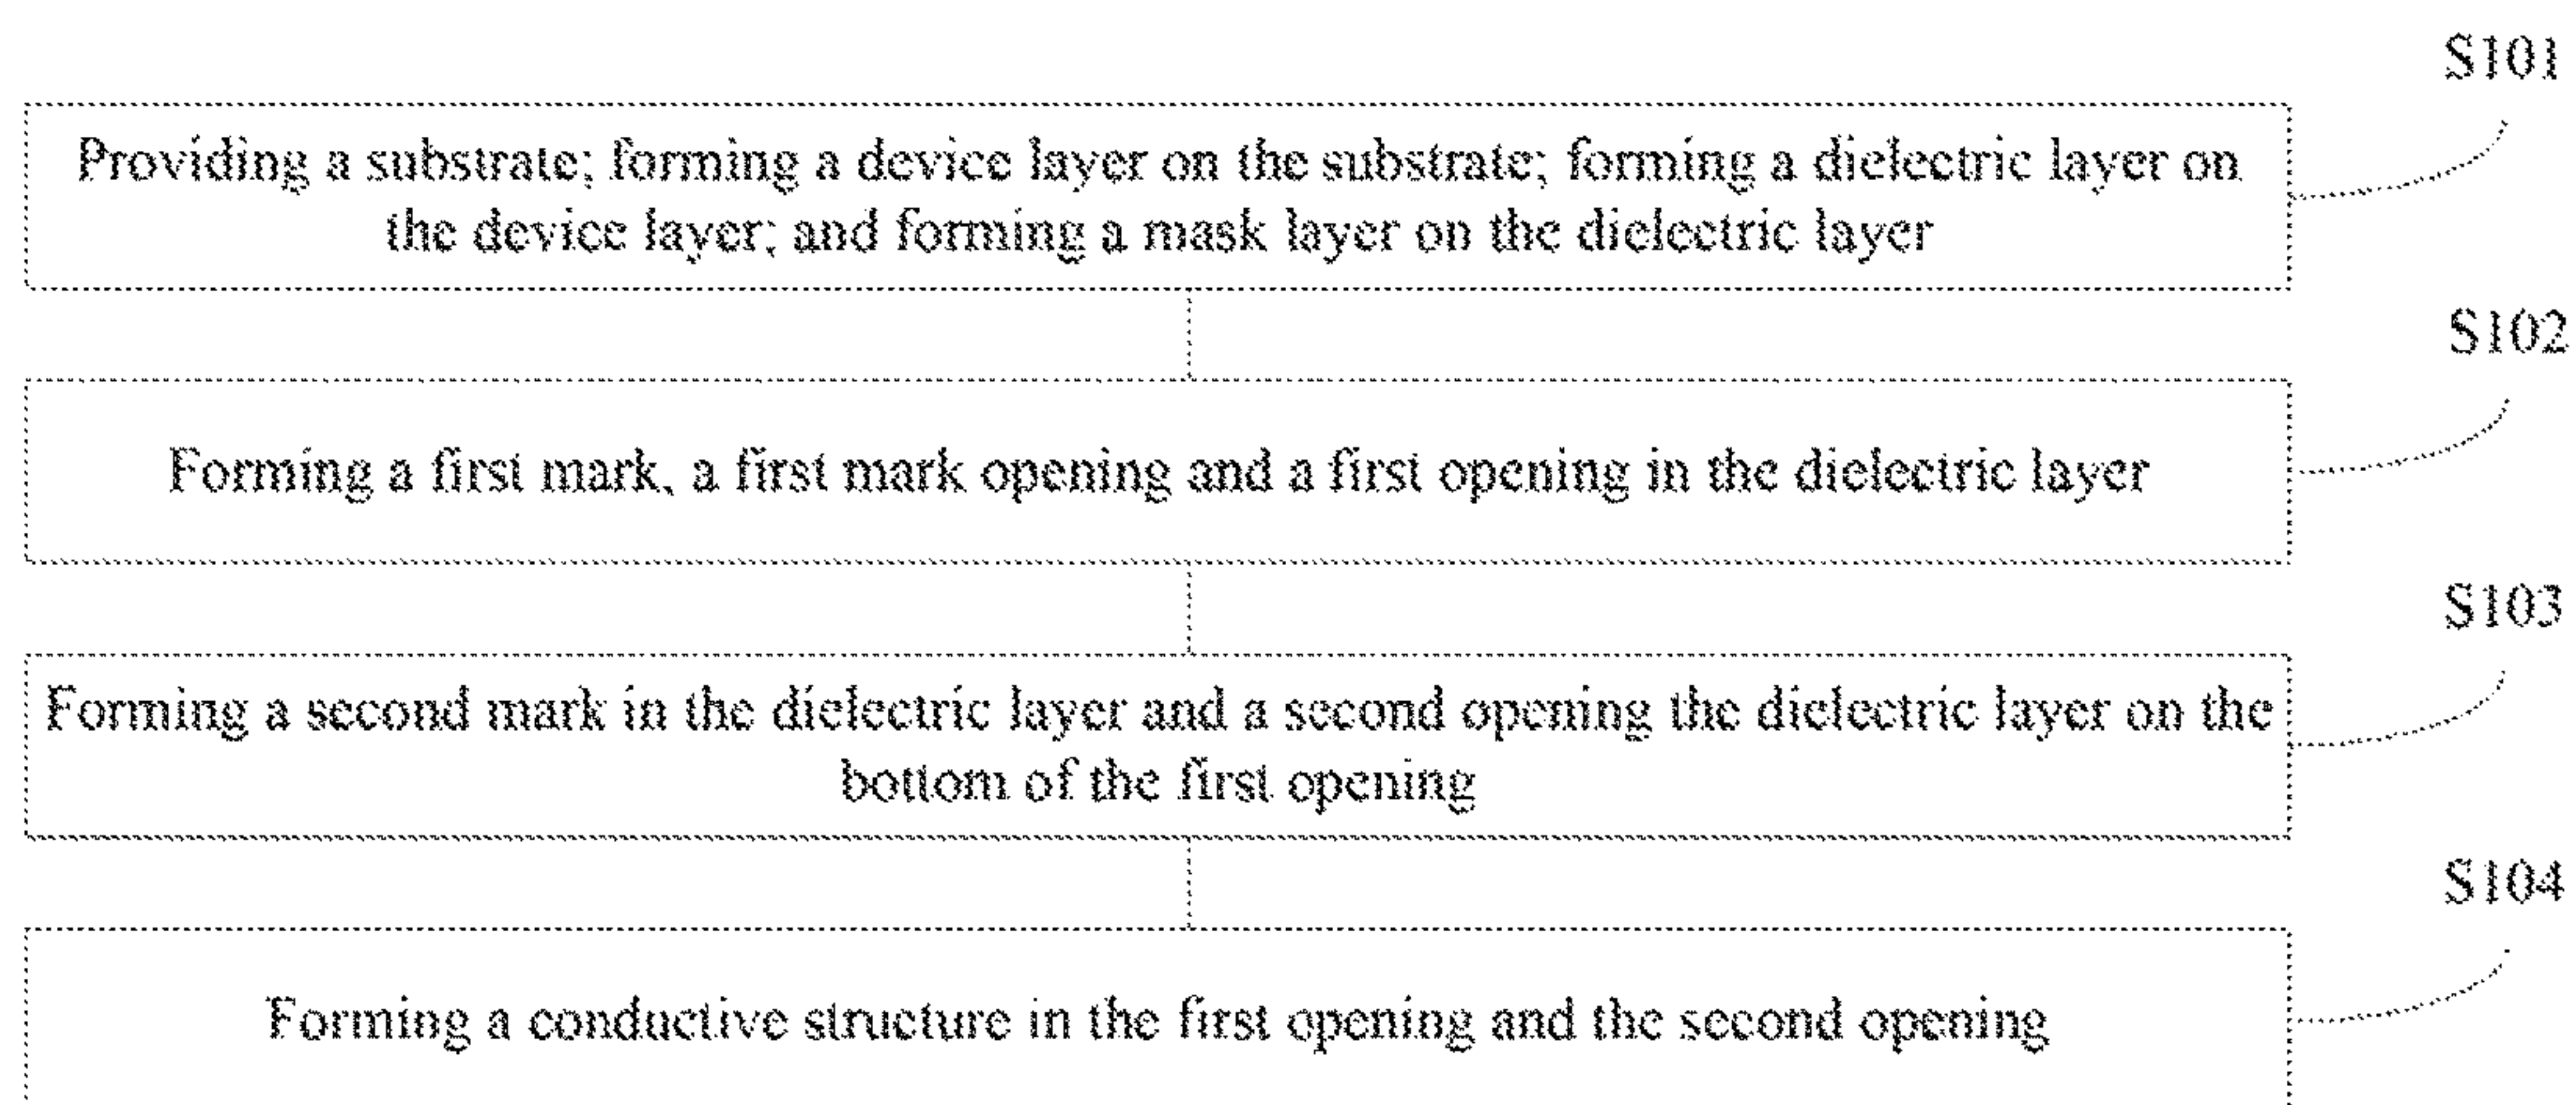 S101
Providing a substrate; forming a device layer on the substrate; forming a dielectric layer on
the device layer; and forming a mask layer on the dielectric layer
S102
Forming a first mark, a first mark opening and a first opening in the dielectric layer
S103
Forming a second mark in the dielectric layer and a second opening the dielectric layer on the
bottom of the first opening
S104
Forming a conductive structure in the first opening and the second opening